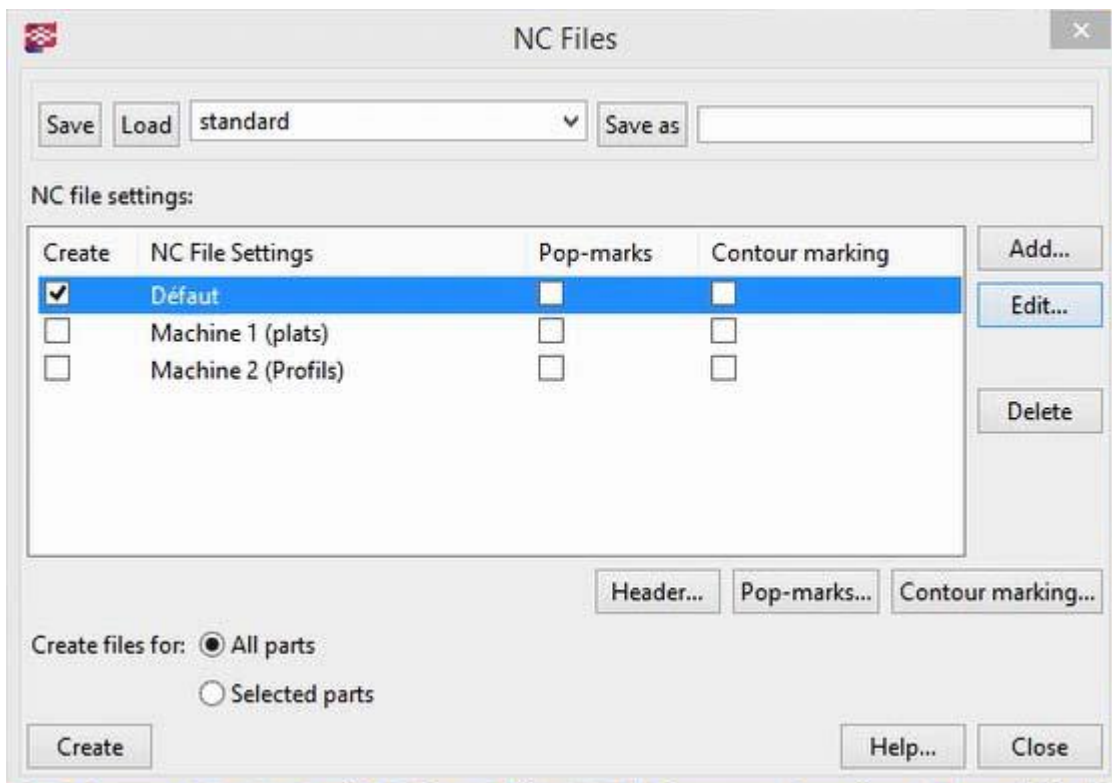 NC Files
Save Load standard Save as
NC file settings:
Create NC File Settings Pop-marks Contour marking
Add...
Défaut
Edit...
Machine 1 (plats)
Machine 2 (Profils)
Delete
Header... Pop-marks... Contour marking...
Create files for: All parts
Selected parts
Create Help... Close